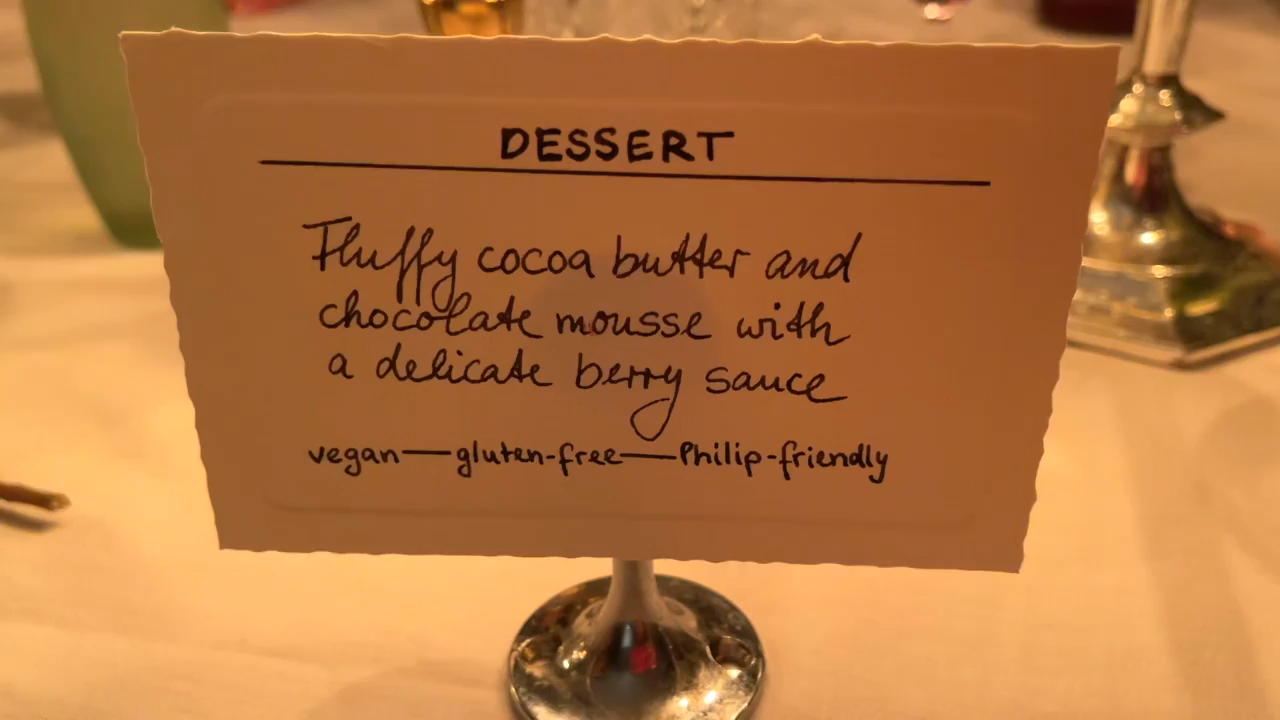 DESSERT
Fluffy cocoa butter and
chocolate mousse with
a delicate berry sauce
vegan—gluten-free—Philip-friendly